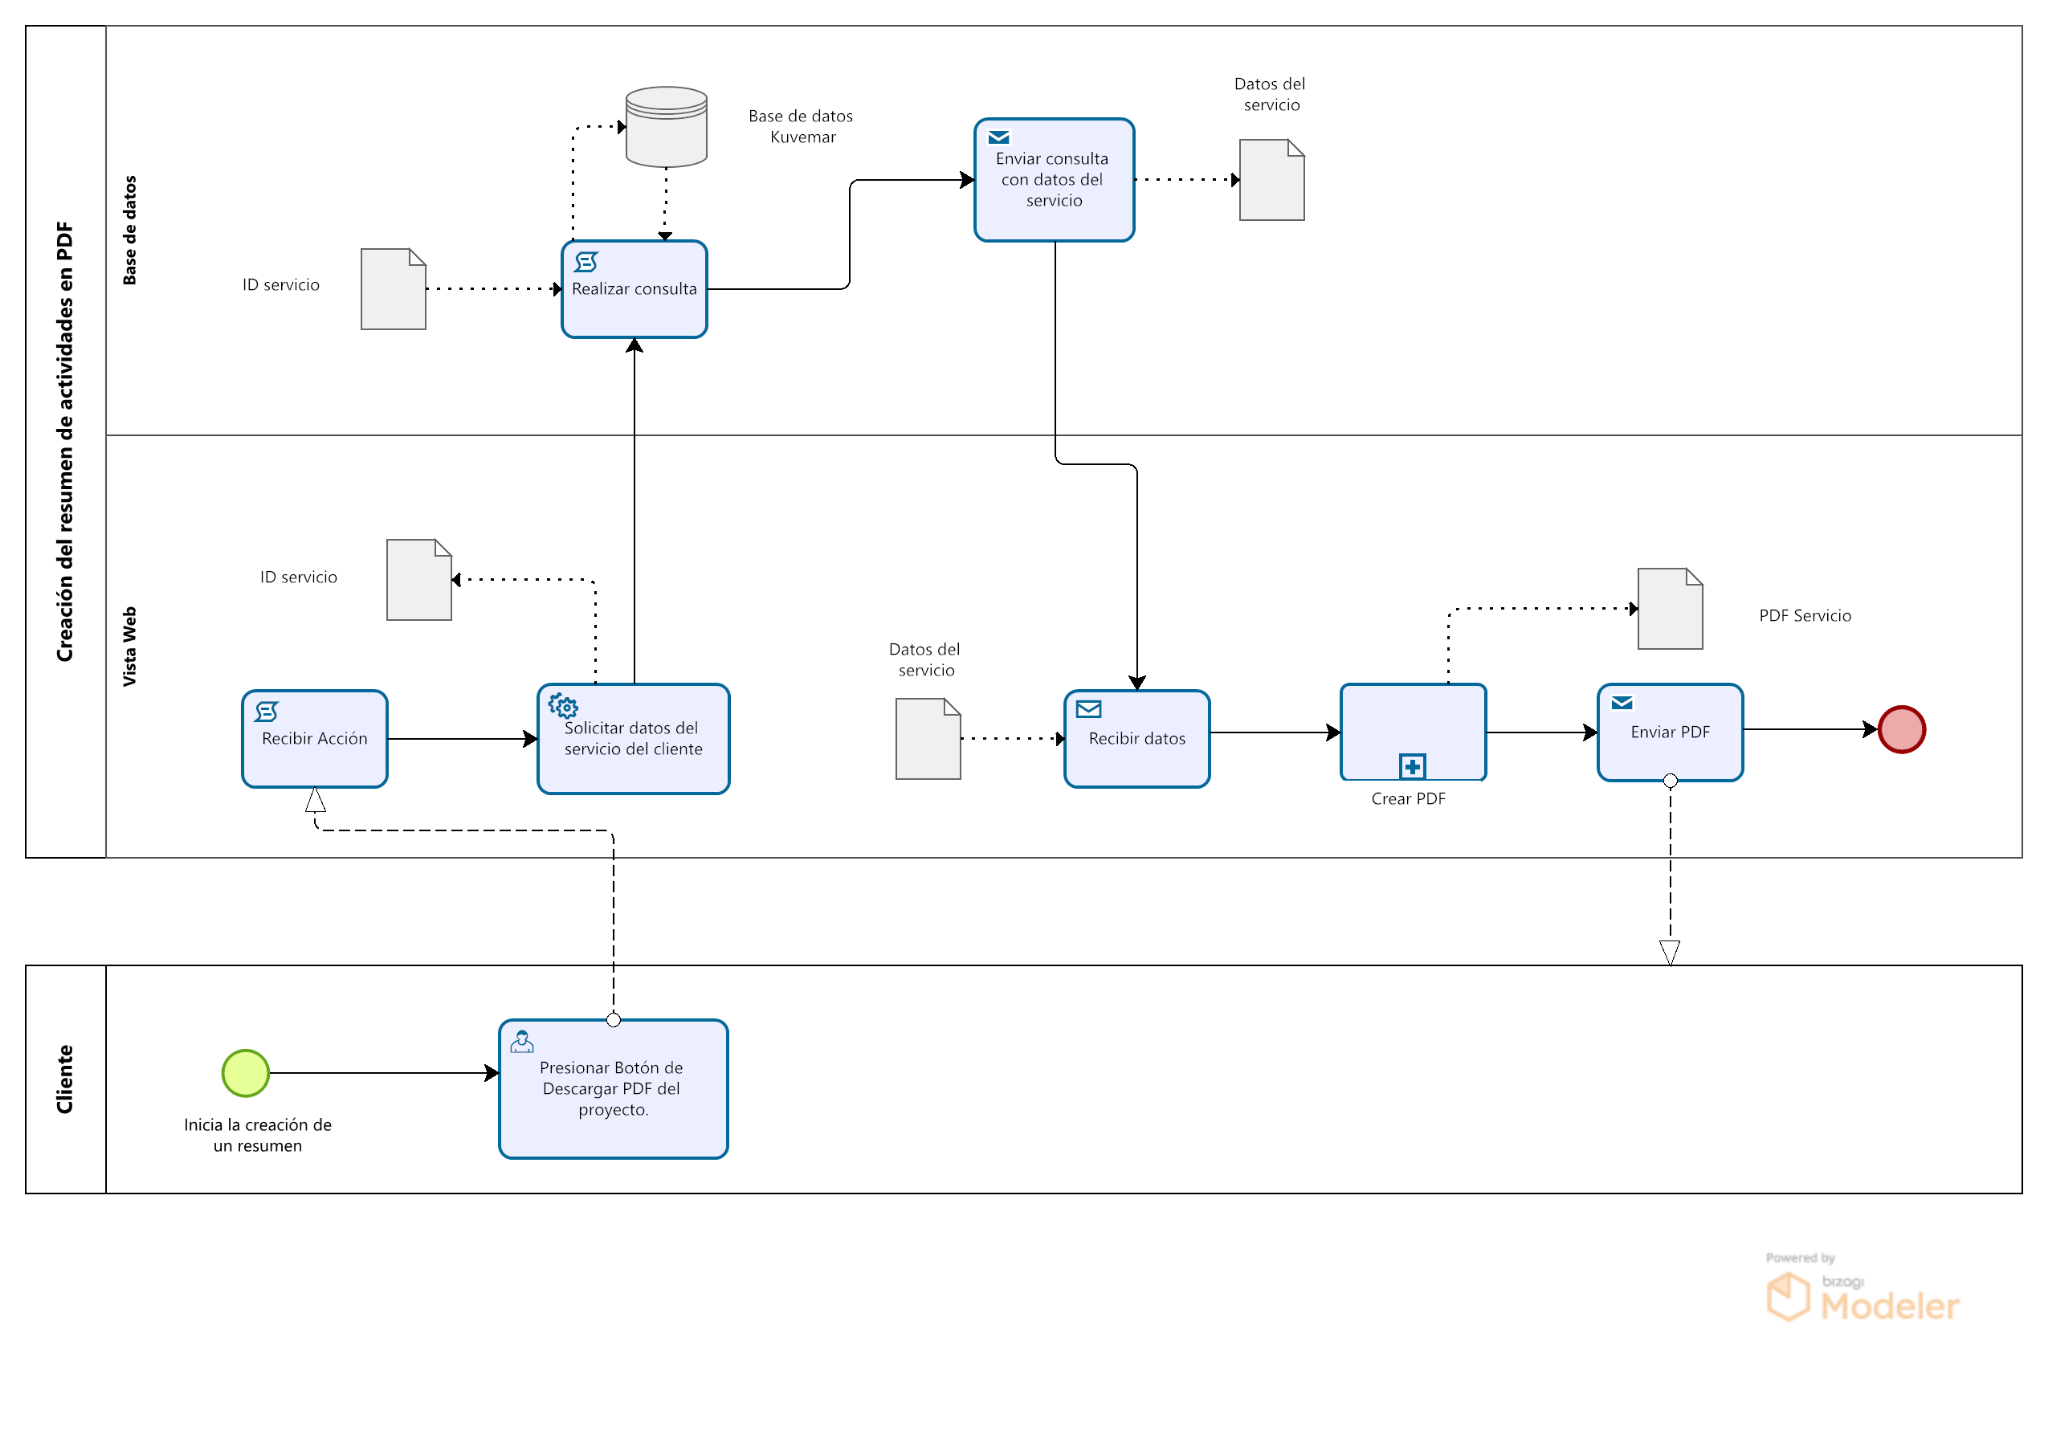 Creación del resumen de actividades en PDF
Base de datos
Base de datos
Kuvemar
Datos del
servicio
Enviar consulta
con datos del
servicio
ID servicio
Realizar consulta
Vista Web
ID servicio
PDF Servicio
Datos del
servicio
Recibir Acción
Solicitar datos del
servicio del cliente
Recibir datos
Crear PDF
Enviar PDF
Cliente
Inicia la creación de
un resumen
Presionar Botón de
Descargar PDF del
proyecto.
Powered by
bizagi
Modeler